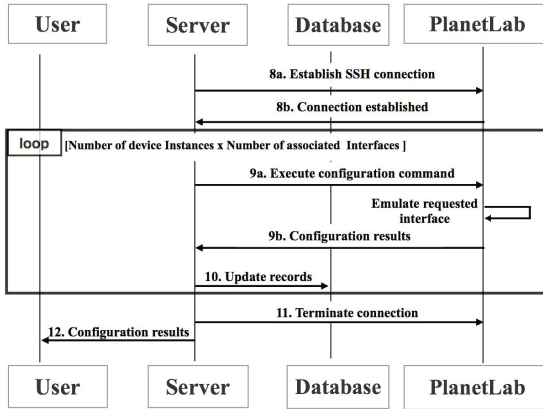 User Server Database PlanetLab
8a. Establish SSH connection
8b. Connection established
loop [Number of device Instances x Number of associated Interfaces ]
9a. Execute configuration command
Emulate requested
interface
9b. Configuration results
10. Update records
11. Terminate connection
12. Configuration results
User Server Database PlanetLab